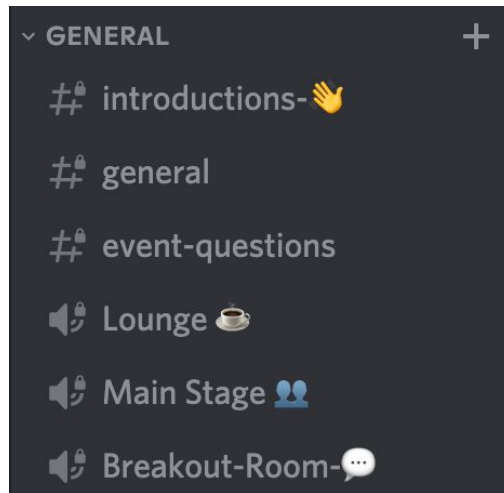 GENERAL
introductions-👋
general
event-questions
Lounge ☕
Main Stage 👥
Breakout-Room-💬